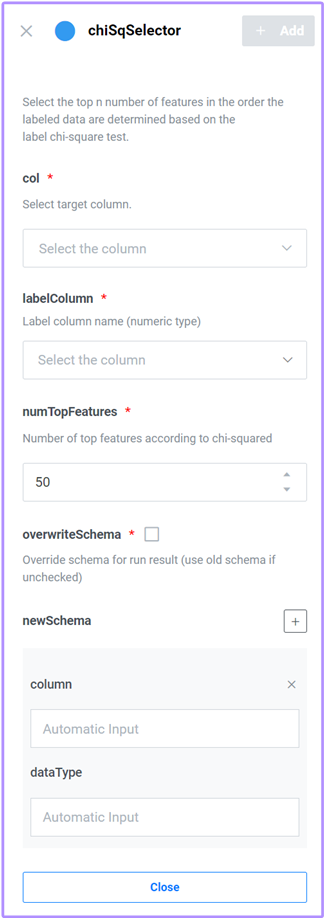 chiSqSelector
+ Add
Select the top n number of features in the order the
labeled data are determined based on the
label chi-square test.
col *
Select target column.
Select the column
labelColumn *
Label column name (numeric type)
Select the column
numTopFeatures *
Number of top features according to chi-squared
50
overwriteSchema *
Override schema for run result (use old schema if
unchecked)
newSchema
column
Automatic Input
dataType
Automatic Input
Close